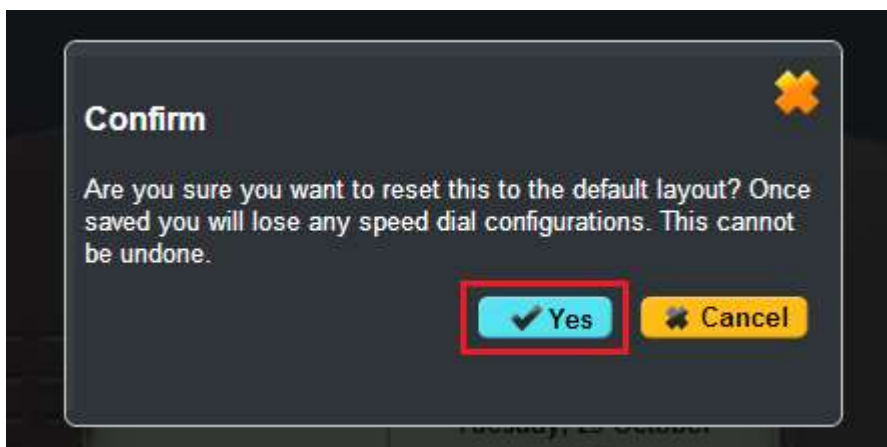 Confirm
Are you sure you want to reset this to the default layout? Once
saved you will lose any speed dial configurations. This cannot
be undone.
Yes
Cancel